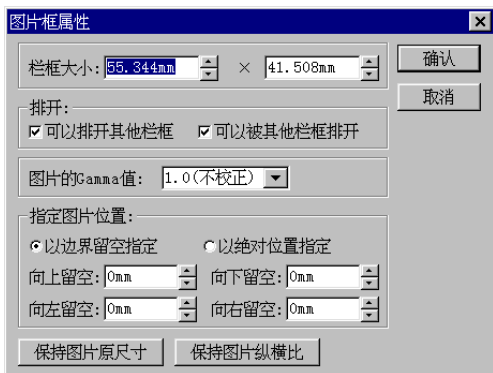 图片框属性
栏框大小: 55.344mm × 41.508mm
确认
取消
排开:
可以排开其他栏框 可以被其他栏框排开
图片的Gamma值: 1.0(不校正)
指定图片位置:
以边界留空指定 以绝对位置指定
向上留空: 0mm 向下留空: 0mm
向左留空: 0mm 向右留空: 0mm
保持图片原尺寸 保持图片纵横比